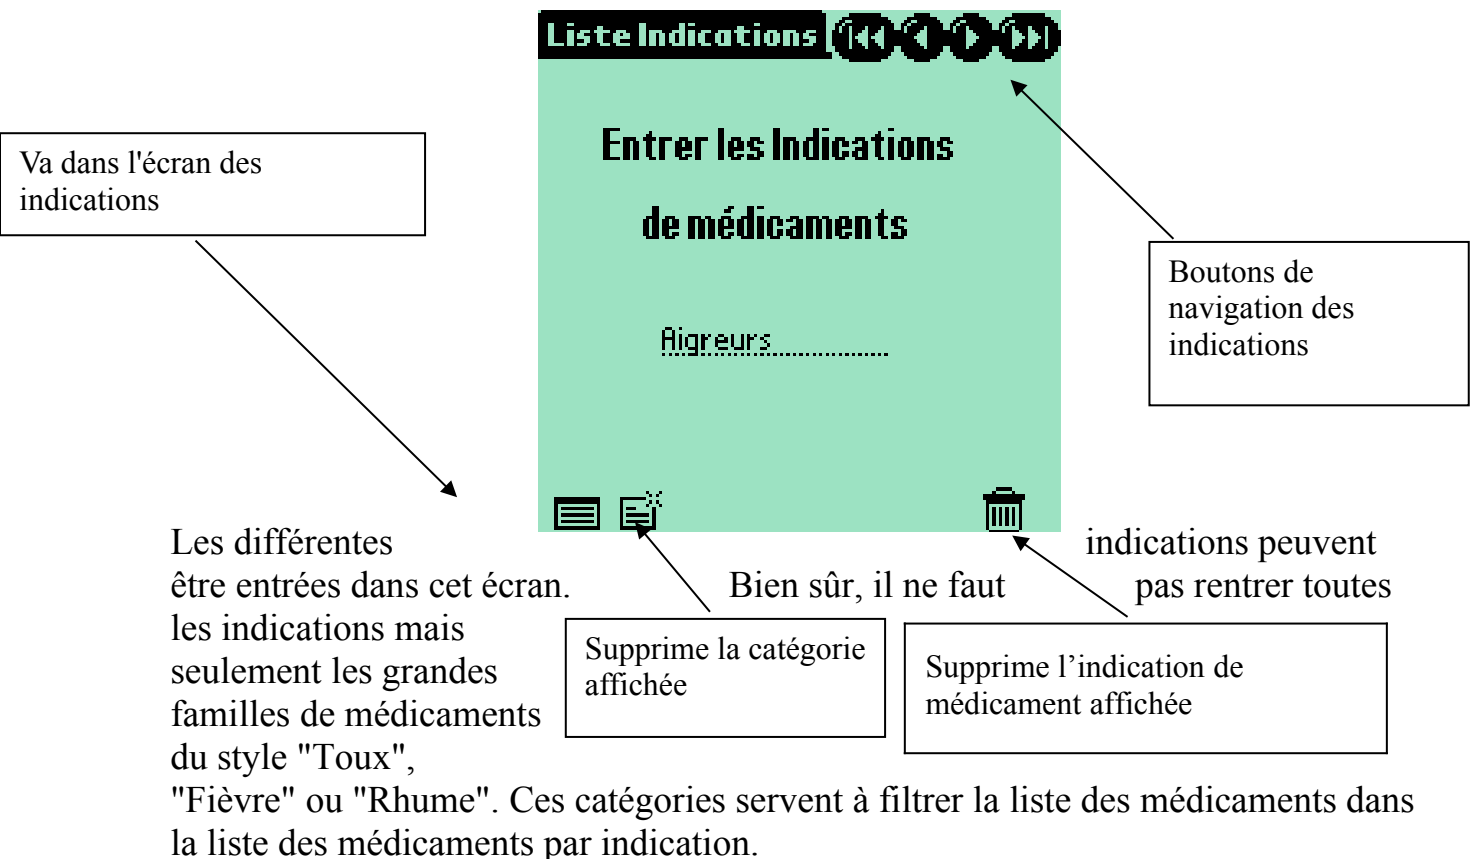 Liste Indications
Entrer les Indications
de médicaments
Aigreurs
Va dans l'écran des
indications
Boutons de
navigation des
indications
Les différentes indications peuvent
être entrées dans cet écran. Bien sûr, il ne faut pas rentrer toutes
les indications mais
seulement les grandes
familles de médicaments
du style "Toux",
"Fièvre" ou "Rhume". Ces catégories servent à filtrer la liste des médicaments dans
la liste des médicaments par indication.
Supprime la catégorie
affichée
Supprime l’indication de
médicament affichée